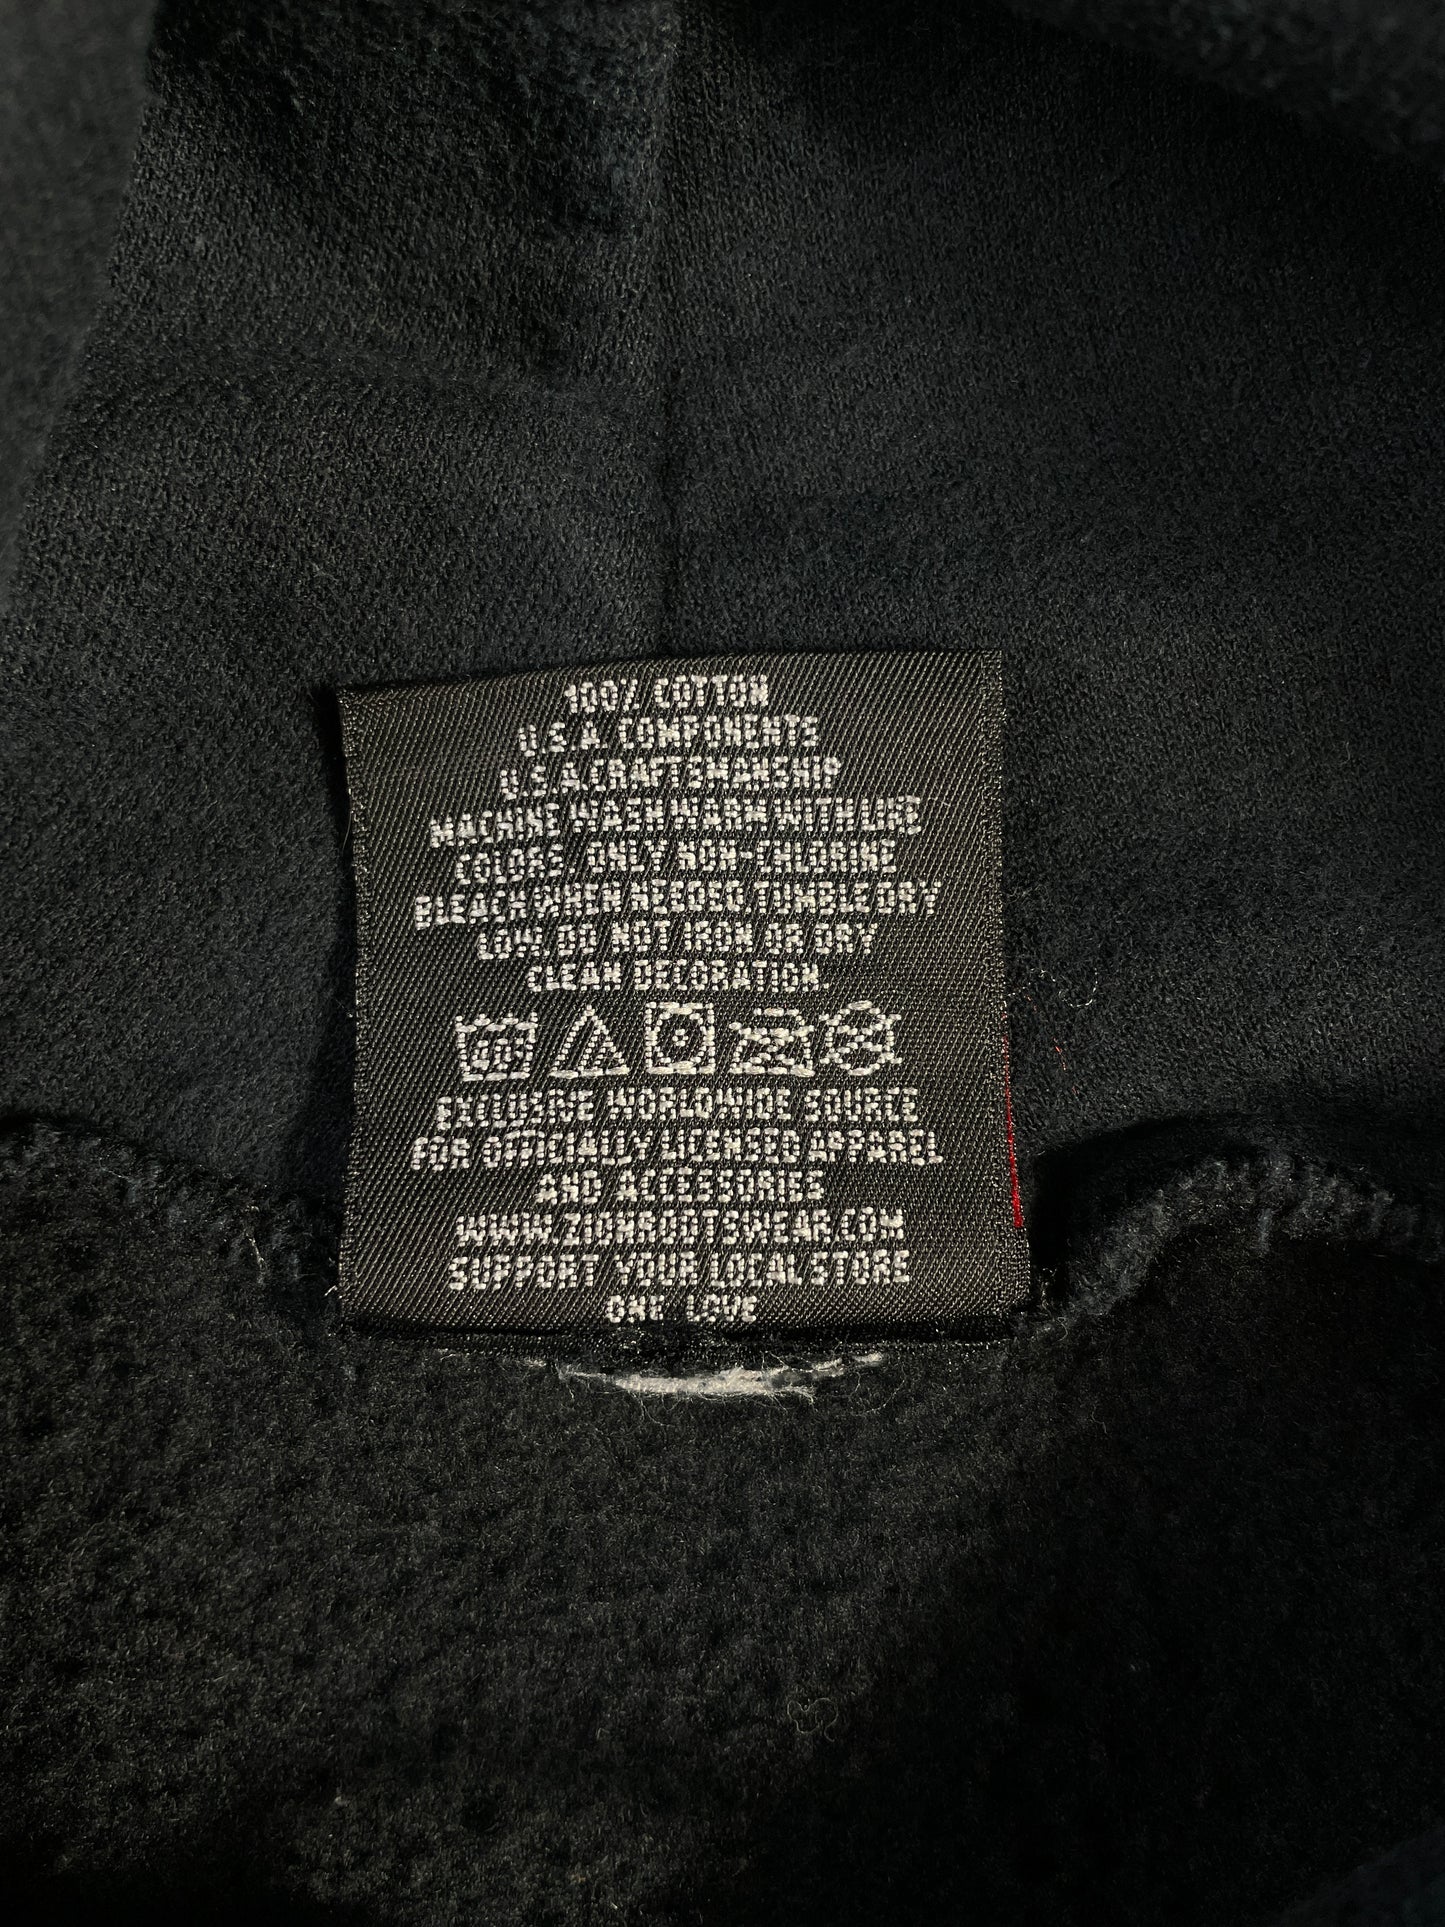 100% COTTON
U.S.A. COMPONENTS
U.S.A CRAFTSMANSHIP
MACHINE WASH WARM WITH LIKE
COLORS, ONLY NON-CHLORINE
BLEACH WHEN NEEDED TUMBLE DRY
LOW, DO NOT IRON OR DRY
CLEAN DECORATION.
40°
EXCLUSIVE WORLDWIDE SOURCE
FOR OFFICIALLY LICENSED APPAREL
AND ACCESSORIES
WWW.ZIONROOTSWEAR.COM
SUPPORT YOUR LOCAL STORE
ONE LOVE